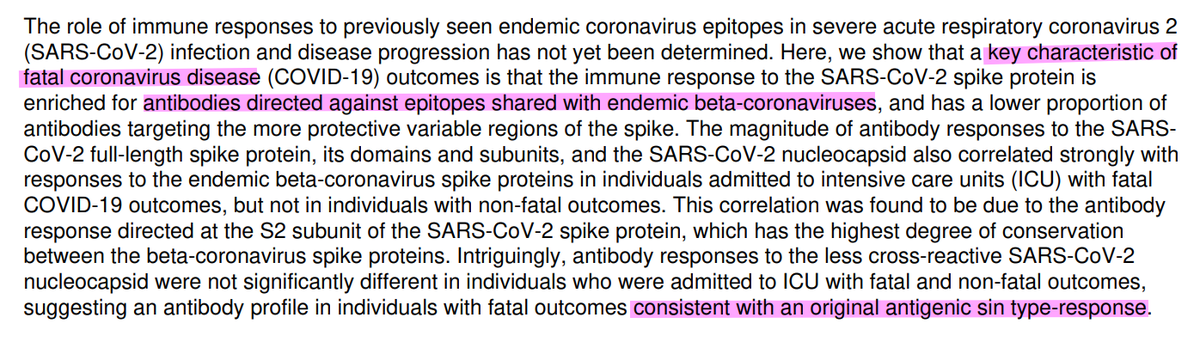 The role of immune responses to previously seen endemic coronavirus epitopes in severe acute respiratory coronavirus 2
(SARS-CoV-2) infection and disease progression has not yet been determined. Here, we show that a key characteristic of
fatal coronavirus disease (COVID-19) outcomes is that the immune response to the SARS-CoV-2 spike protein is
enriched for antibodies directed against epitopes shared with endemic beta-coronaviruses, and has a lower proportion of
antibodies targeting the more protective variable regions of the spike. The magnitude of antibody responses to the SARS-
CoV-2 full-length spike protein, its domains and subunits, and the SARS-CoV-2 nucleocapsid also correlated strongly with
responses to the endemic beta-coronavirus spike proteins in individuals admitted to intensive care units (ICU) with fatal
COVID-19 outcomes, but not in individuals with non-fatal outcomes. This correlation was found to be due to the antibody
response directed at the S2 subunit of the SARS-CoV-2 spike protein, which has the highest degree of conservation
between the beta-coronavirus spike proteins. Intriguingly, antibody responses to the less cross-reactive SARS-CoV-2
nucleocapsid were not significantly different in individuals who were admitted to ICU with fatal and non-fatal outcomes,
suggesting an antibody profile in individuals with fatal outcomes consistent with an original antigenic sin type-response.